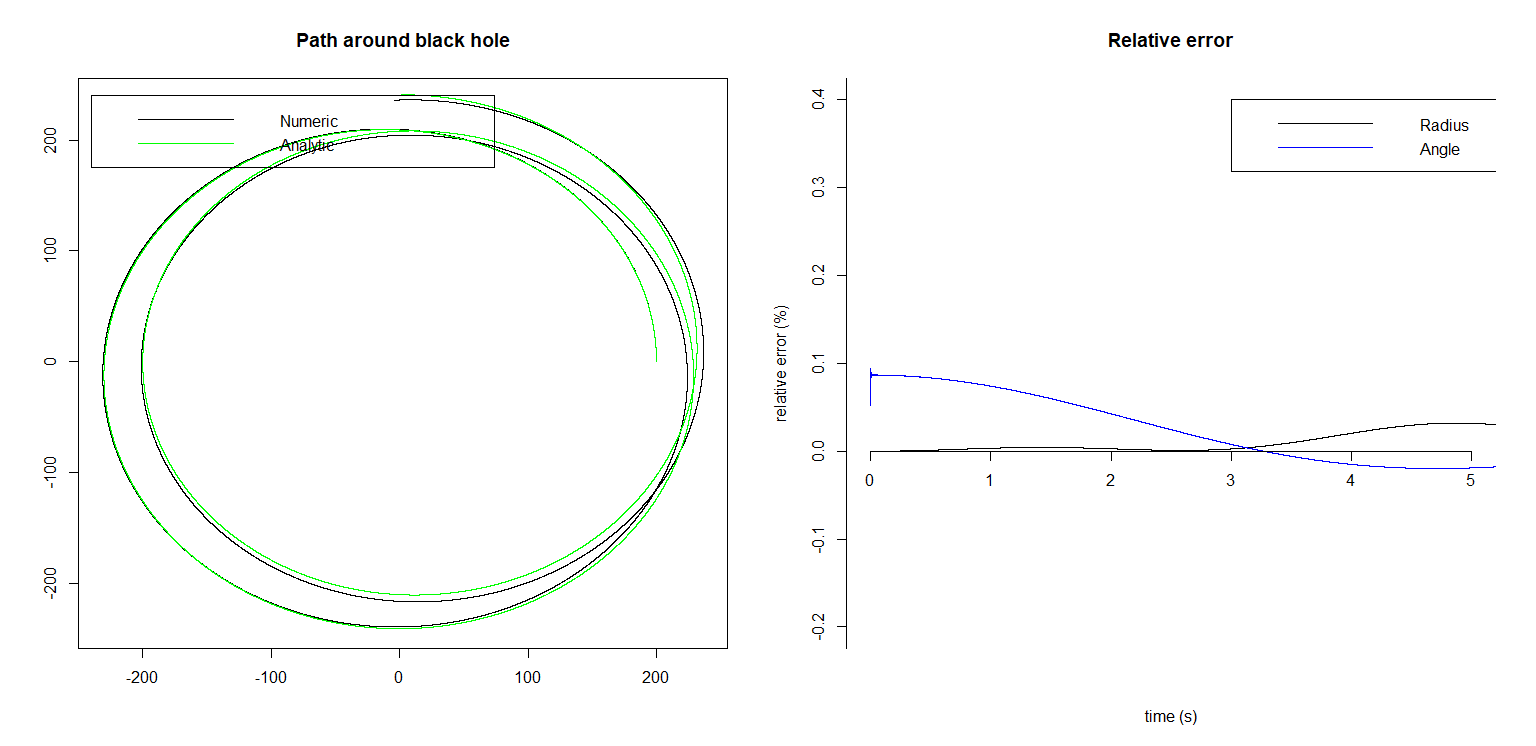 Path around black hole
Numeric
Analytic
200
100
0
-100
-200
-200
-100
0
100
200
Relative error
Radius
Angle
0.4
0.3
0.2
0.1
0.0
-0.1
-0.2
relative error (%)
0
1
2
3
4
5
time (s)